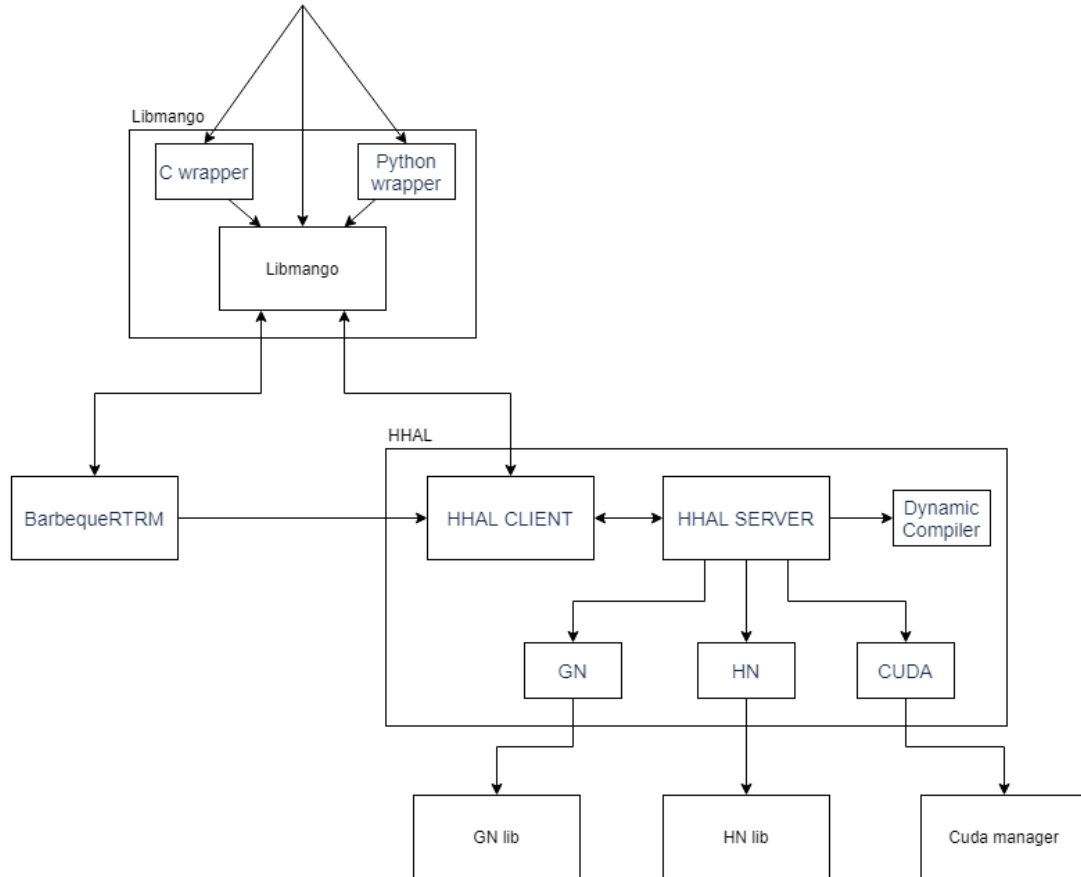 Libmango
C wrapper
Python
wrapper
Libmango
HHAL
BarbequeRTRM
HHAL CLIENT
HHAL SERVER
Dynamic
Compiler
GN
HN
CUDA
GN lib
HN lib
Cuda manager